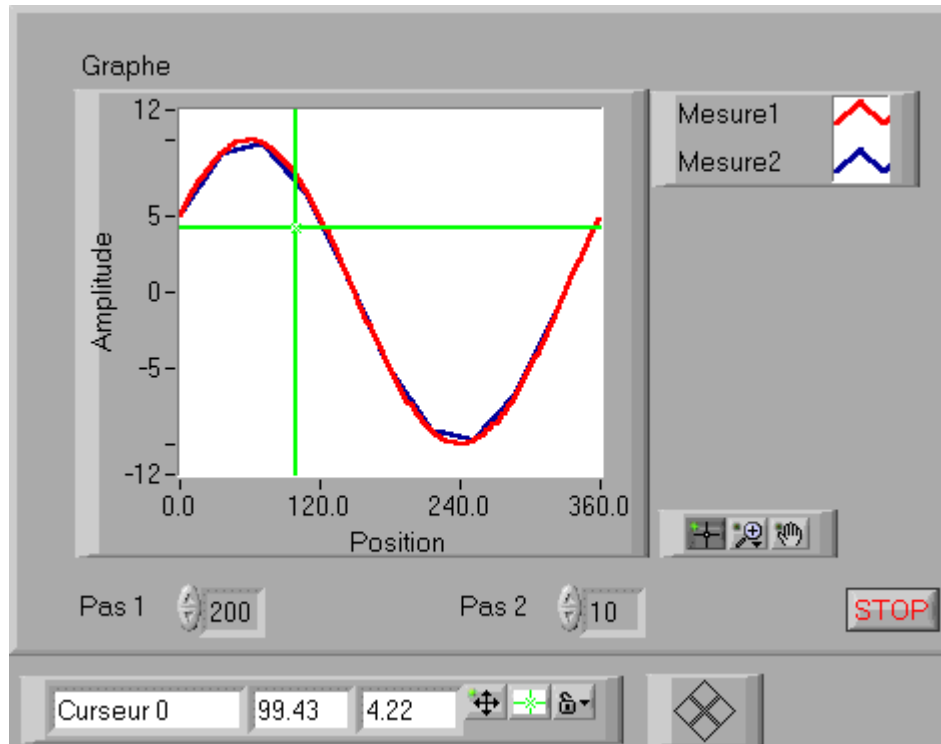 Graphe
Mesure1
Mesure2
12
5
0
-5
-12
Amplitude
0.0 120.0 240.0 360.0
Position
Pas 1 200 Pas 2 10 STOP
Curseur 0 99.43 4.22